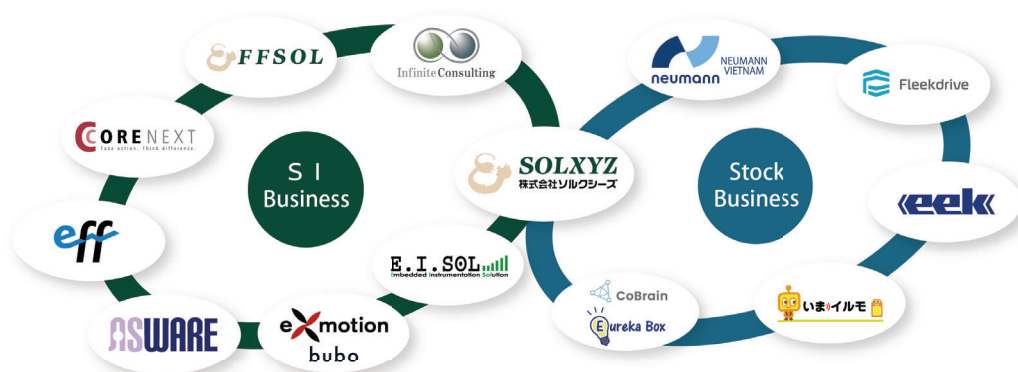 FFSOL
Infinite Consulting
CORENEXT
Take action. Think difference.
eff
ASWARE
eXmotion
bubo
E.I.SOL
Embedded Instrumentation Solution
SI
Business
SOLXYZ
株式会社ソルクシーズ
neumann
NEUMANN
VIETNAM
Fleekdrive
eek
いまイルモ
CoBrain
Eureka Box
Stock
Business